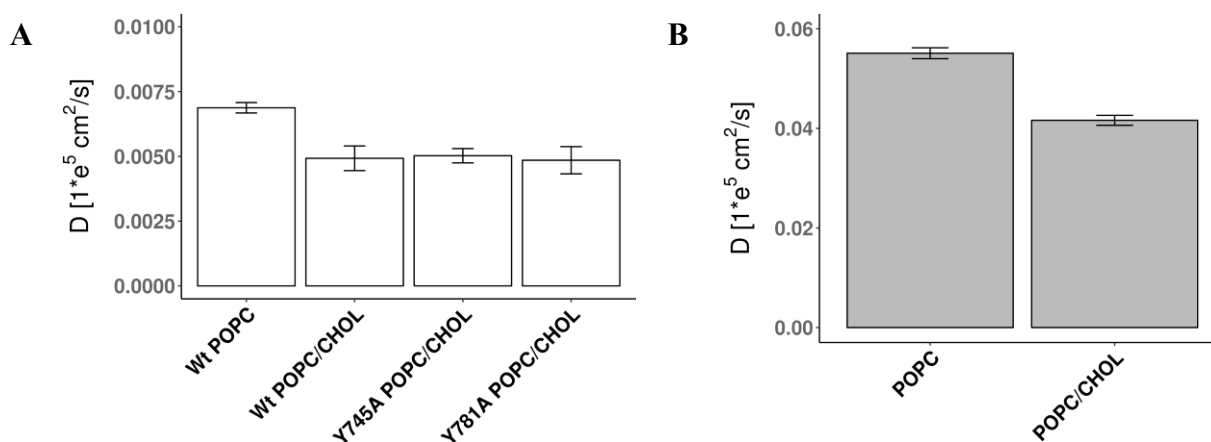 A
D [1*e⁵ cm²/s]
0.0100
0.0075
0.0050
0.0025
0.0000
Wt POPC
Wt POPC/CHOL
Y745A POPC/CHOL
Y781A POPC/CHOL
B
D [1*e⁵ cm²/s]
0.06
0.04
0.02
0.00
POPC
POPC/CHOL